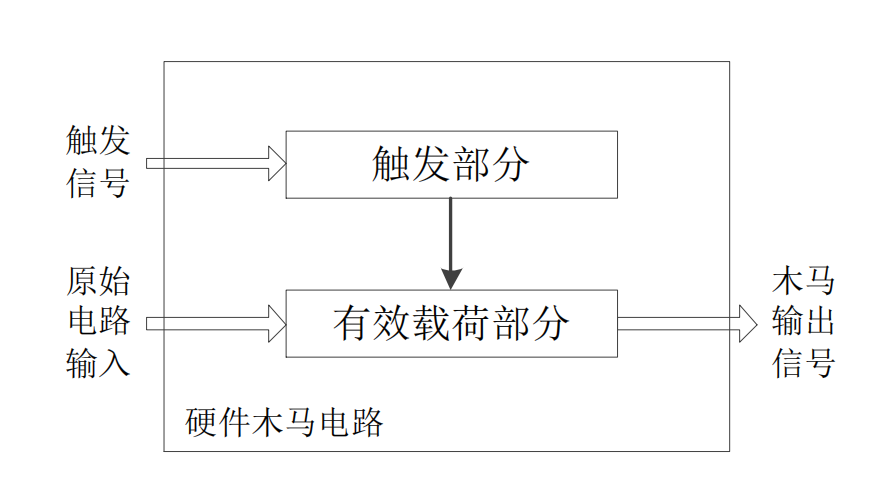 触发
信号
触发部分
原始
电路
输入
有效载荷部分
木马
输出
信号
硬件木马电路